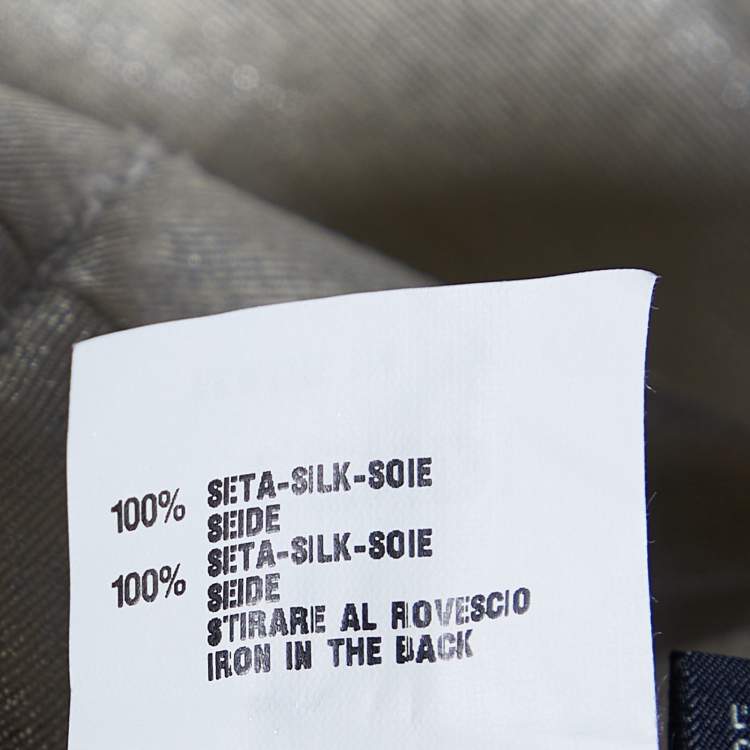 100% SETA-SILK-SOIE
SEIDE
100% SETA-SILK-SOIE
SEIDE
STIRARE AL ROVESCIO
IRON IN THE BACK